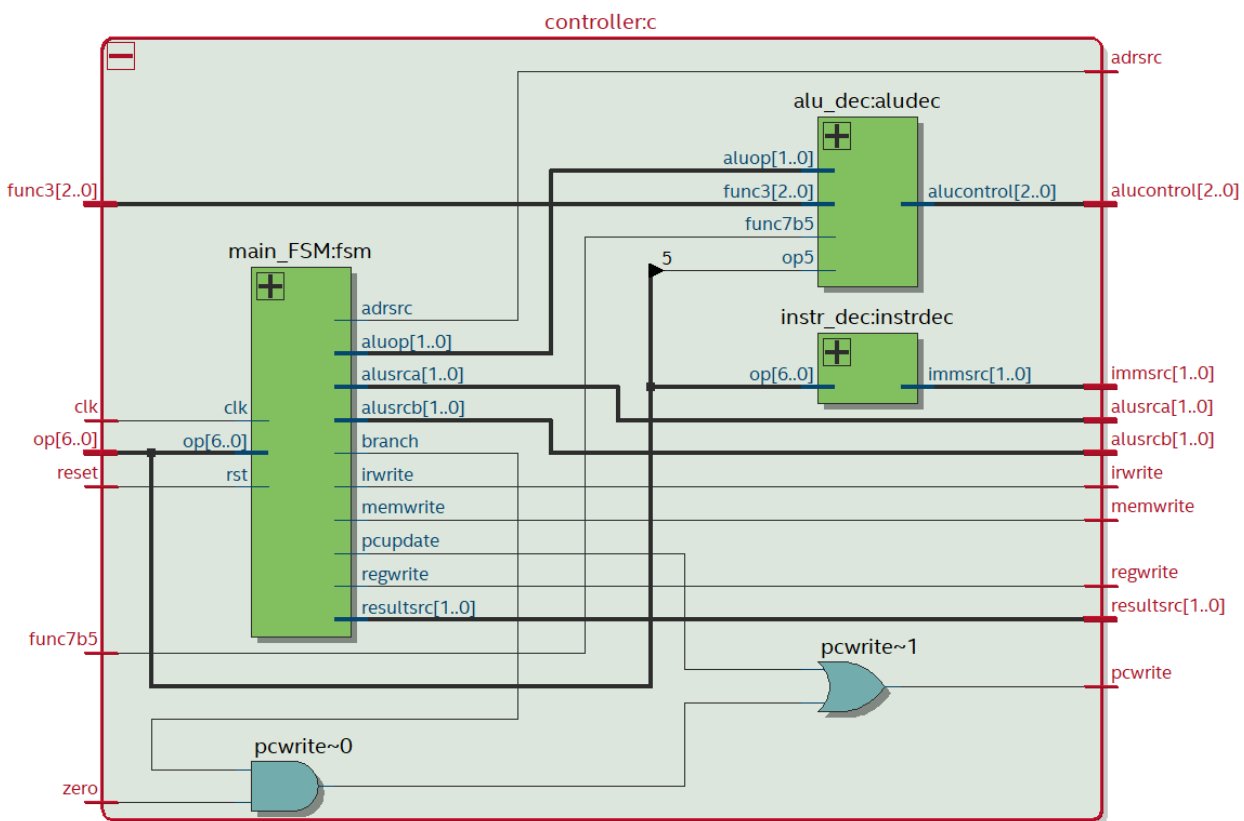 controller:c
adrsrc
alu_dec:aludec
aluop[1..0]
func3[2..0]
func3[2..0]
alucontrol[2..0]
alucontrol[2..0]
func7b5
main_FSM:fsm
5
op5
adrsrc
instr_dec:instrdec
aluop[1..0]
alusrca[1..0]
op[6..0]
immsrc[1..0]
immsrc[1..0]
clk
clk
alusrcb[1..0]
alusrca[1..0]
op[6..0]
op[6..0]
branch
alusrcb[1..0]
reset
rst
irwrite
irwrite
memwrite
memwrite
pcupdate
regwrite
regwrite
resultsrc[1..0]
resultsrc[1..0]
func7b5
pcwrite~1
pcwrite
pcwrite~0
zero